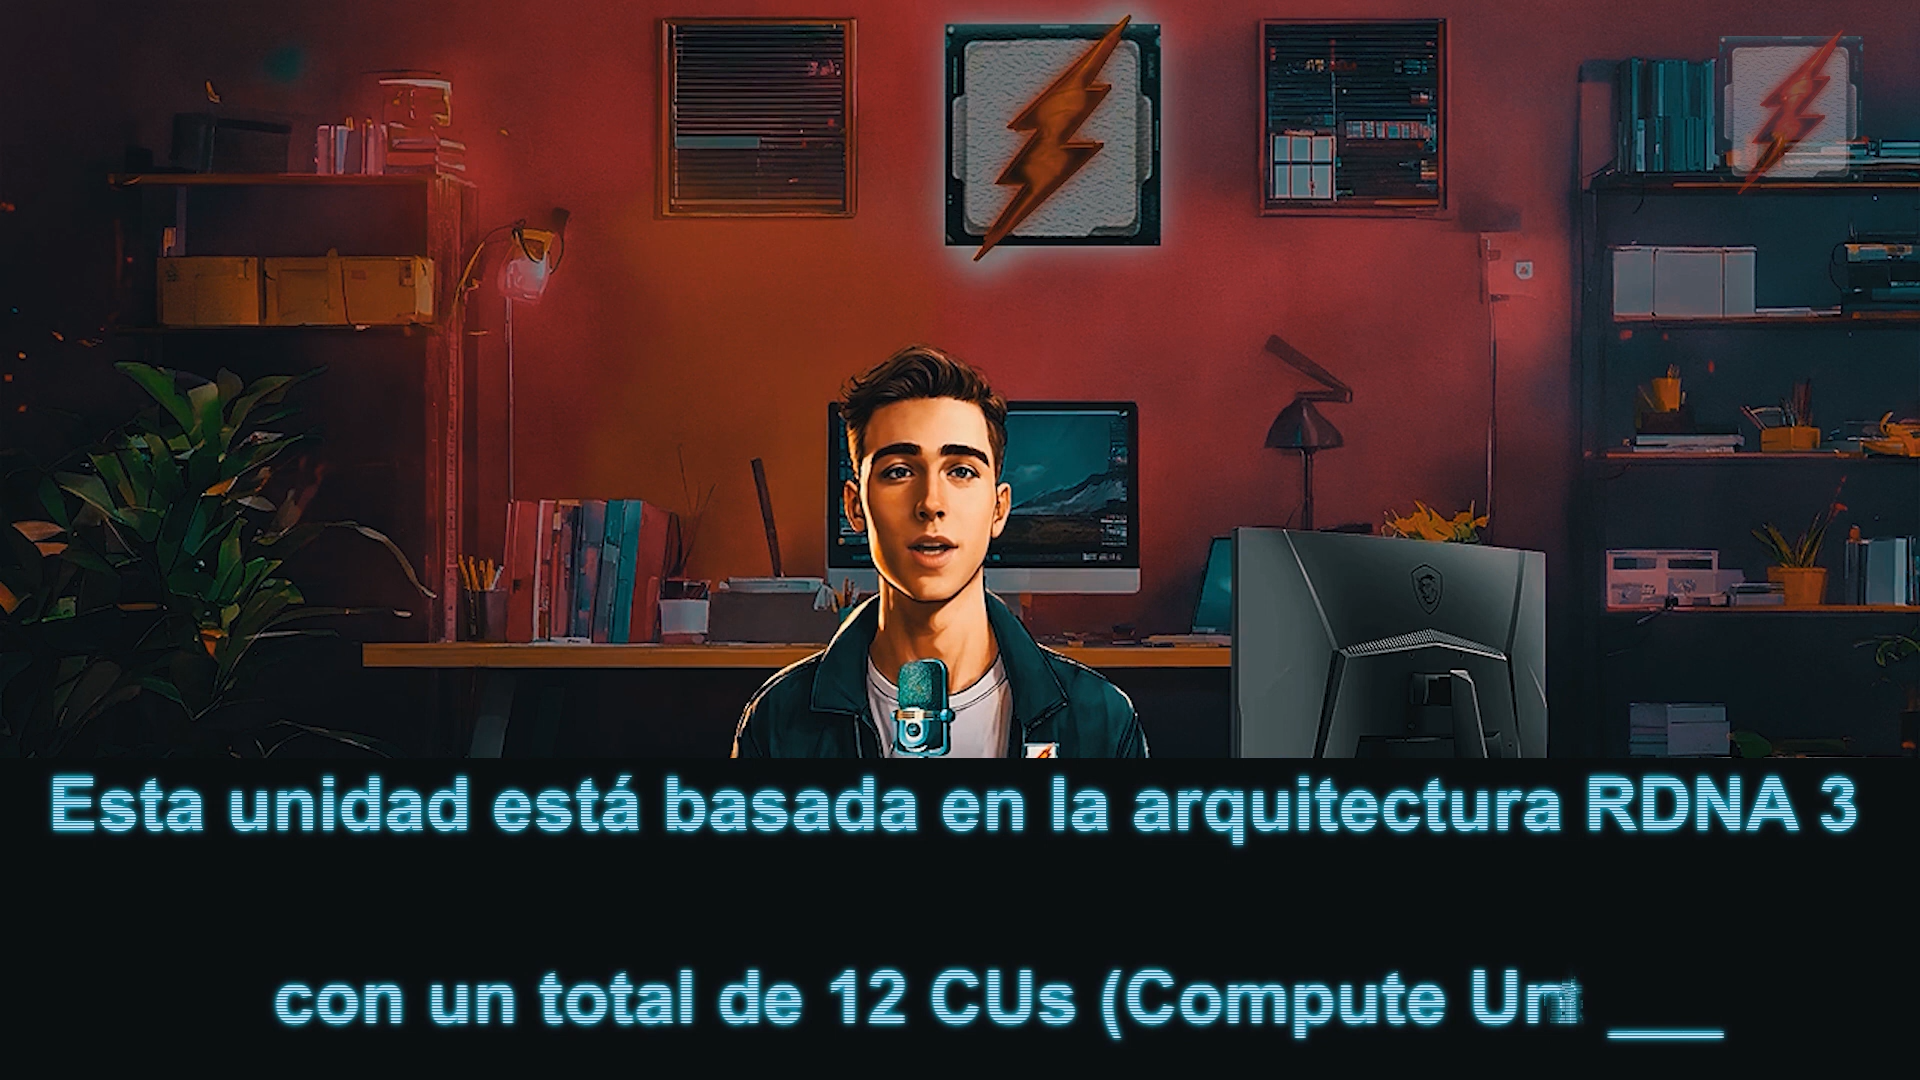 Esta unidad está basada en la arquitectura RDNA 3
con un total de 12 CUs (Compute